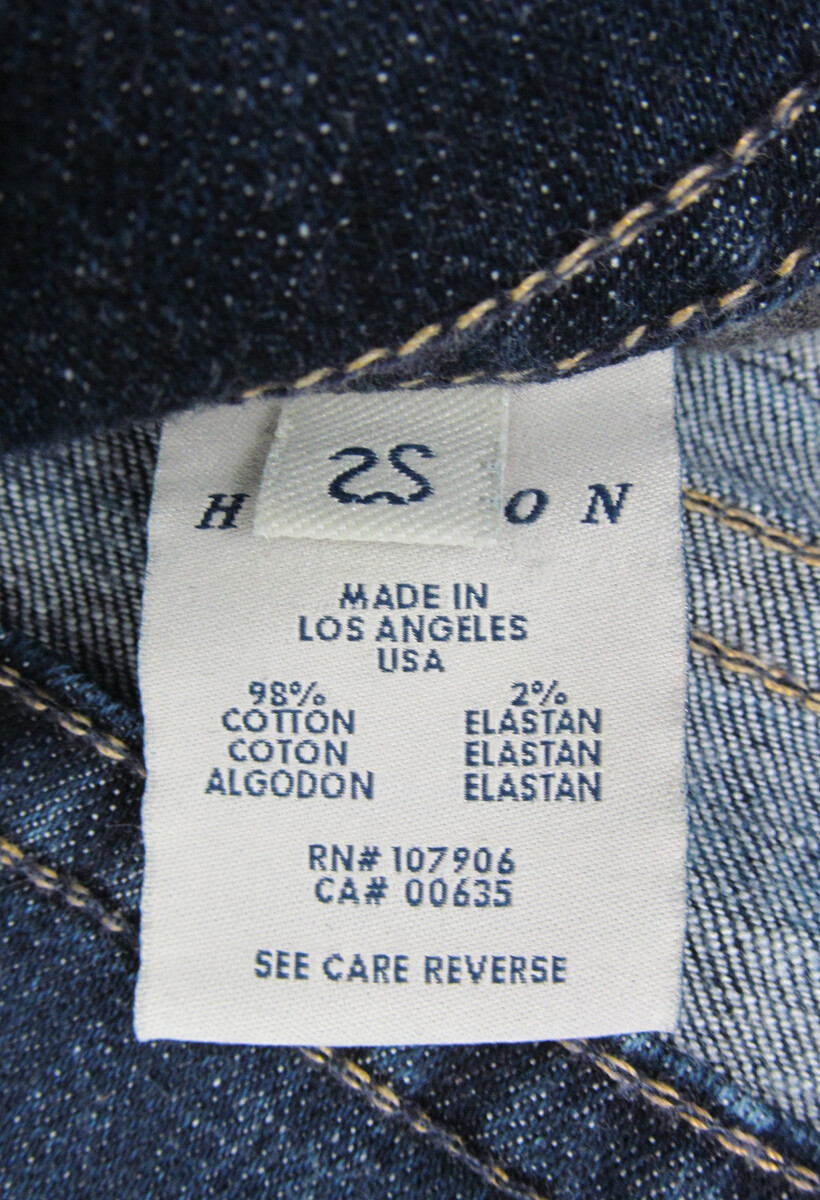 H O N
MADE IN
LOS ANGELES
USA
98% 2%
COTTON ELASTAN
COTON ELASTAN
ALGODON ELASTAN
RN# 107906
CA# 00635
SEE CARE REVERSE